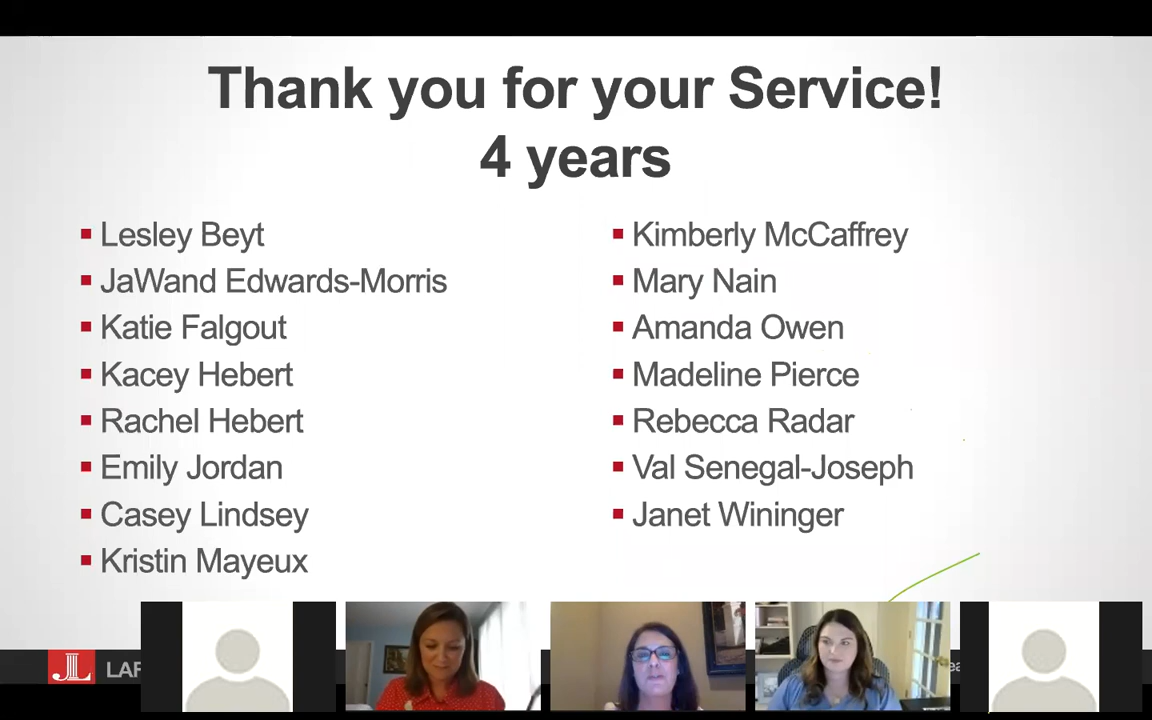 Thank you for your Service!
4 years
Lesley Beyt
JaWand Edwards-Morris
Katie Falgout
Kacey Hebert
Rachel Hebert
Emily Jordan
Casey Lindsey
Kristin Mayeux
Kimberly McCaffrey
Mary Nain
Amanda Owen
Madeline Pierce
Rebecca Radar
Val Senegal-Joseph
Janet Wininger
JL